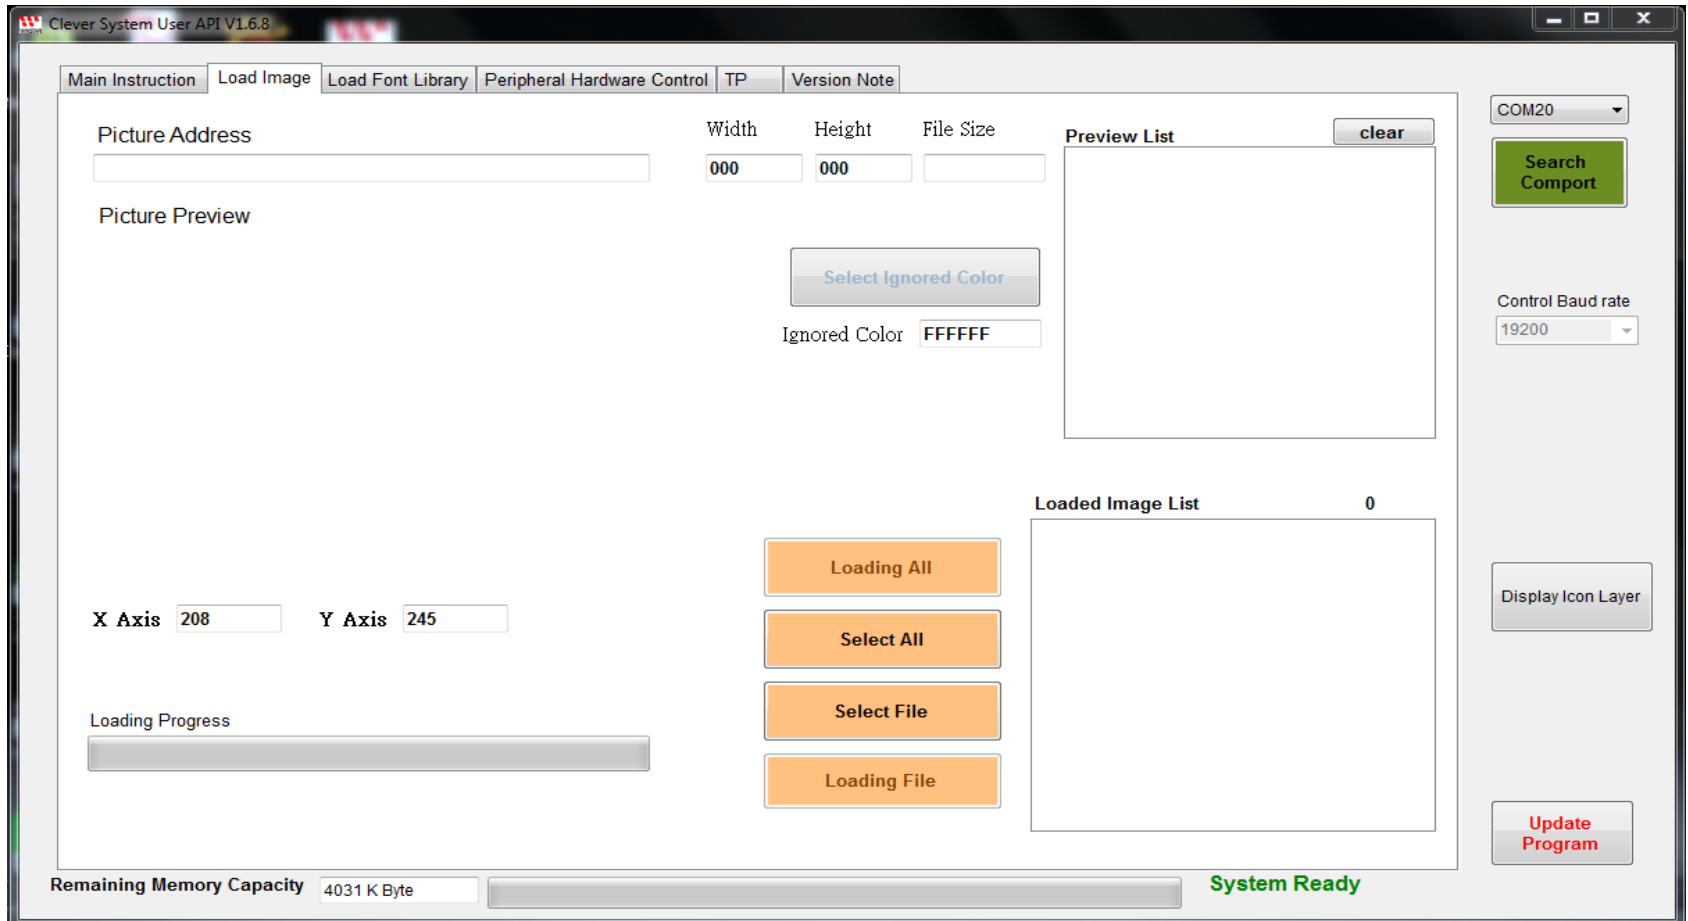 Clever System User API V1.6.8
Main Instruction
Load Image
Load Font Library
Peripheral Hardware Control
TP
Version Note
Picture Address
Width
Height
File Size
000
000
Preview List
clear
COM20
Search
Comport
Picture Preview
Select Ignored Color
Ignored Color
FFFFFF
Control Baud rate
19200
Loaded Image List
0
Loading All
Select All
Select File
Loading File
X Axis
208
Y Axis
245
Loading Progress
Display Icon Layer
Update
Program
Remaining Memory Capacity
4031 K Byte
System Ready